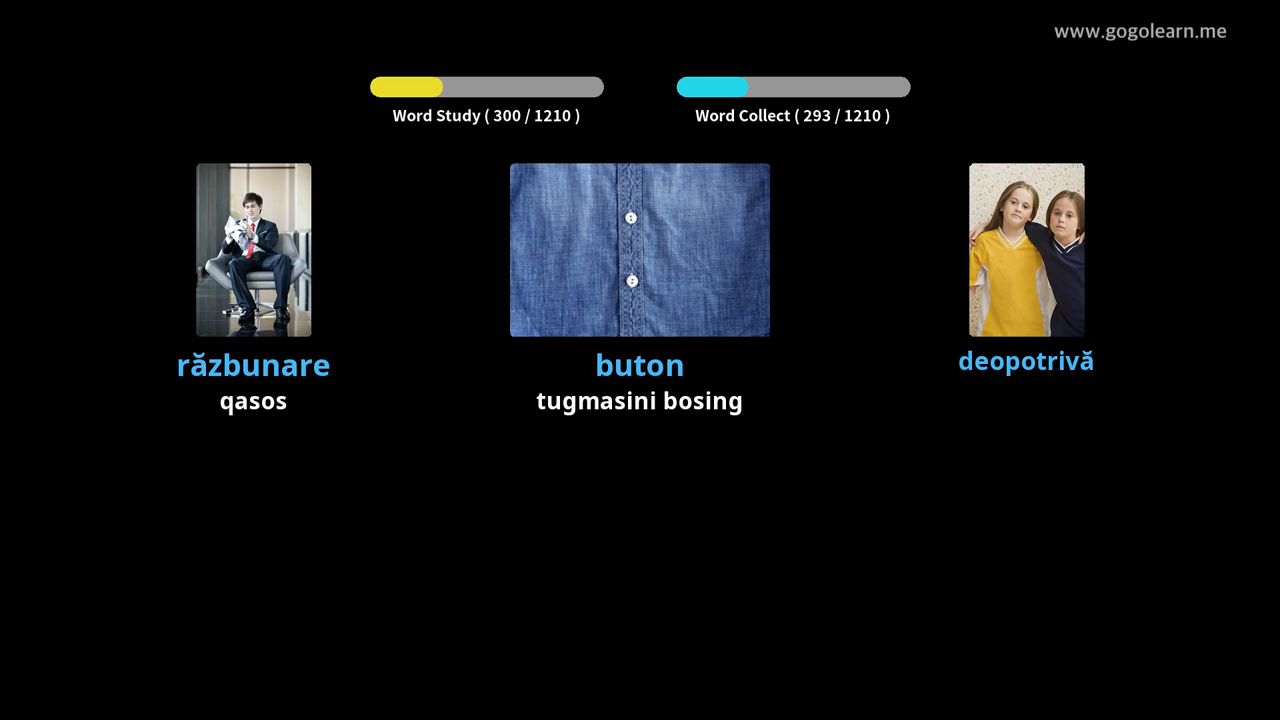 www.gogolearn.me
Word Study ( 300 / 1210 )
Word Collect ( 293 / 1210 )
răzbunare
qasos
buton
tugmasini bosing
deopotrivă